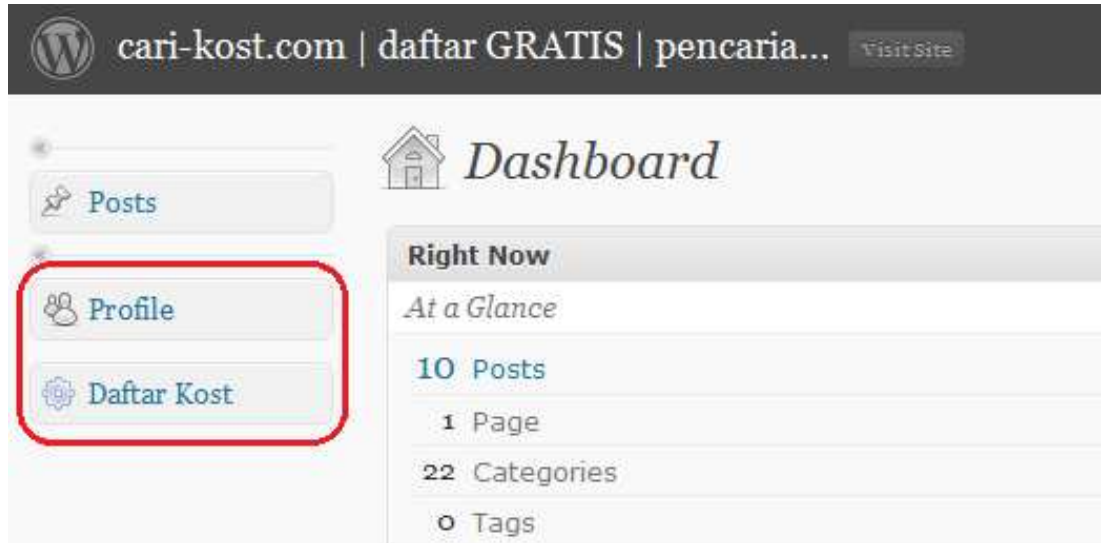 cari-kost.com | daftar GRATIS | pencaria... Visit Site
Dashboard
Posts
Profile
Daftar Kost
Right Now
At a Glance
10 Posts
1 Page
22 Categories
0 Tags